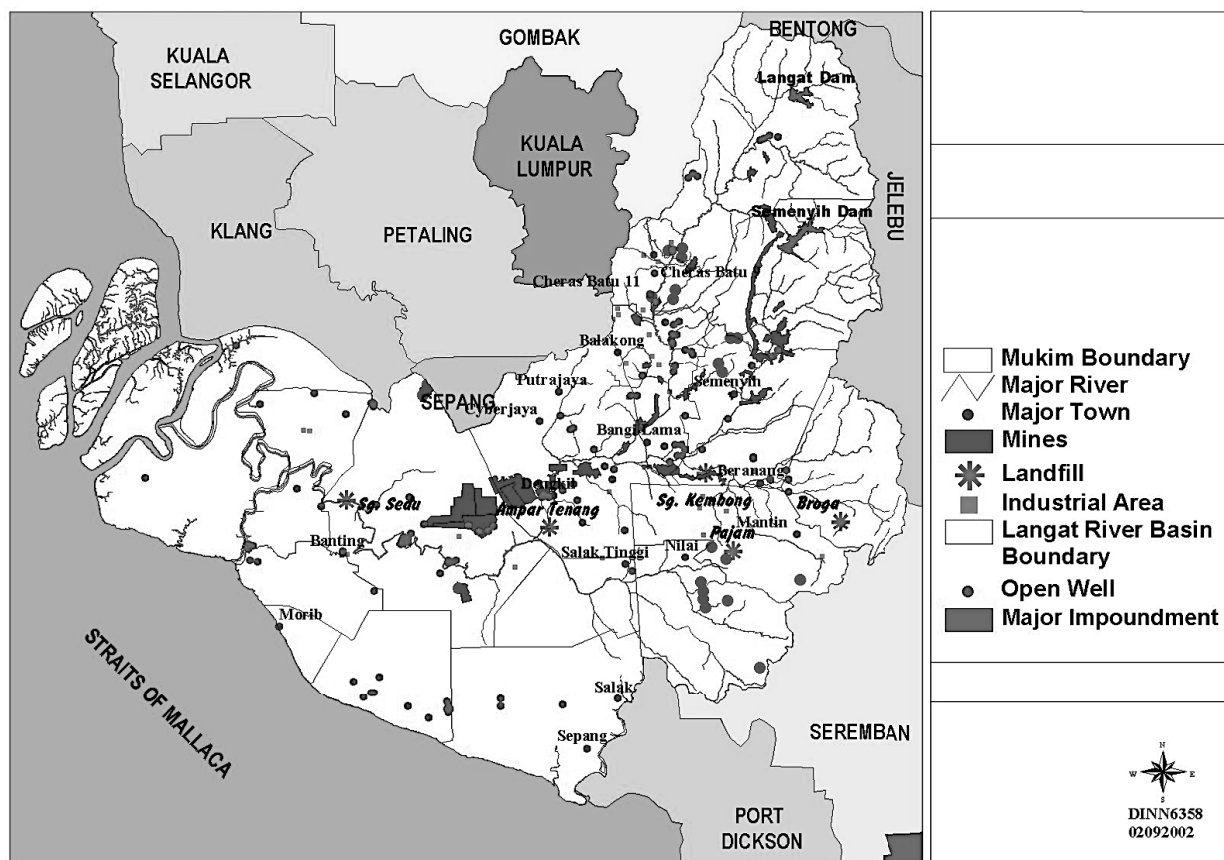 BENTONG
GOMBAK
KUALA
SELANGOR
Langat Dam
KUALA
LUMPUR
JELEBU
Semenyih Dam
KLANG
PETALING
Cheras Batu 11
Cheras Batu
Balakong
Putrajaya
Semenyih
SEPANG
Cyberjaya
Bangi Lama
Beranang
Dengkil
Sg. Sedu
Ampar Tenang
Sg. Kembong
Broga
Mantin
Pajam
Banting
Salak Tinggi
Nilai
Morib
STRAITS OF MALLACA
Salak
Sepang
SEREMBAN
PORT
DICKSON
Mukim Boundary
Major River
Major Town
Mines
Landfill
Industrial Area
Langat River Basin
Boundary
Open Well
Major Impoundment
N
W E
S
DINN6358
02092002